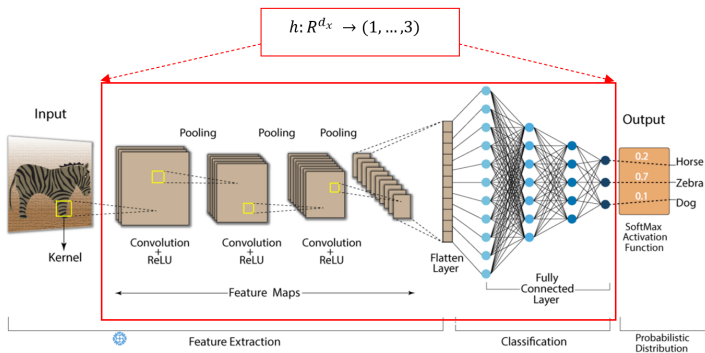 h: R^{d_x} → (1, …,3)
Input
Pooling
Pooling
Pooling
Output
0.2
Horse
0.7
Zebra
0.1
Dog
SoftMax
Activation
Function
Kernel
Convolution
+
ReLU
Convolution
+
ReLU
Convolution
+
ReLU
Flatten
Layer
Fully
Connected
Layer
Feature Maps
Feature Extraction
Classification
Probabilistic
Distribution